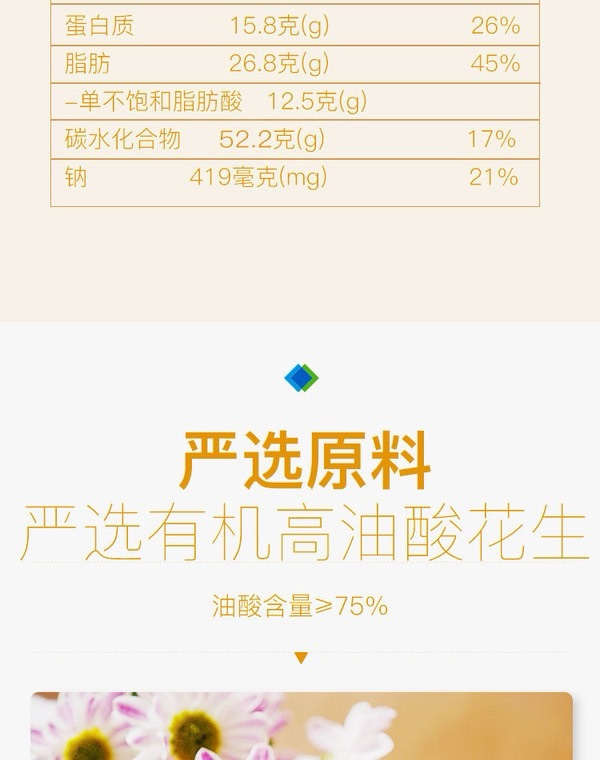 蛋白质 15.8克(g) 26%
脂肪 26.8克(g) 45%
–单不饱和脂肪酸 12.5克(g)
碳水化合物 52.2克(g) 17%
钠 419毫克(mg) 21%
严选原料
严选有机高油酸花生
油酸含量⩾75%